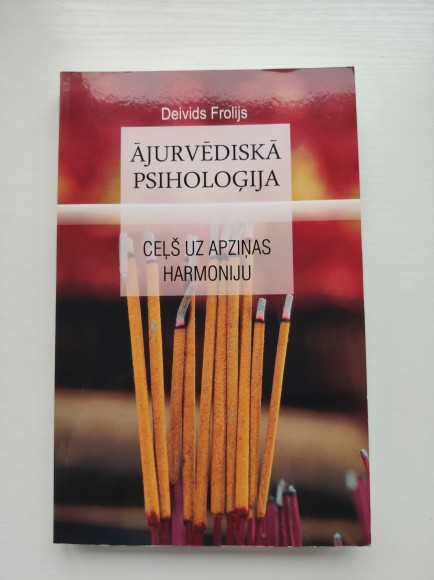 Deivids Frolijs
ĀJURVĒDISKĀ
PSIHOLOĢIJA
CEĻŠ UZ APZIŅAS
HARMONIJU